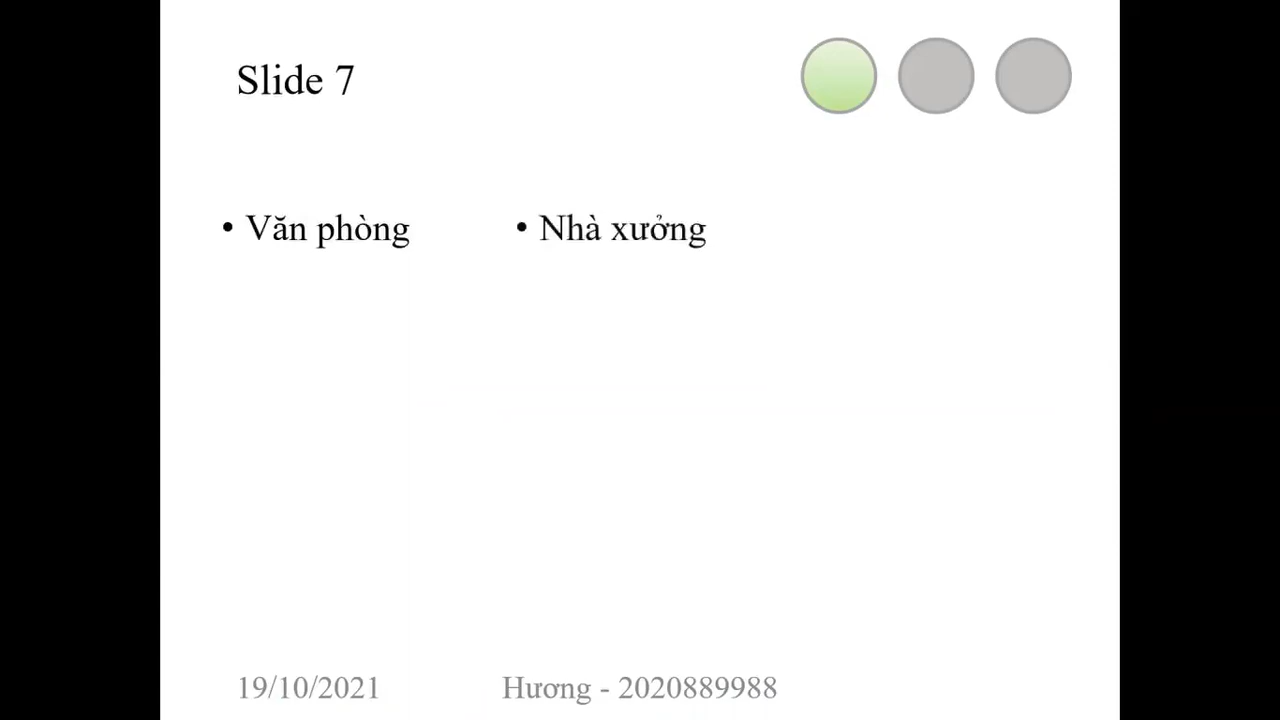 Slide 7
• Văn phòng
• Nhà xưởng
19/10/2021
Hương - 2020889988